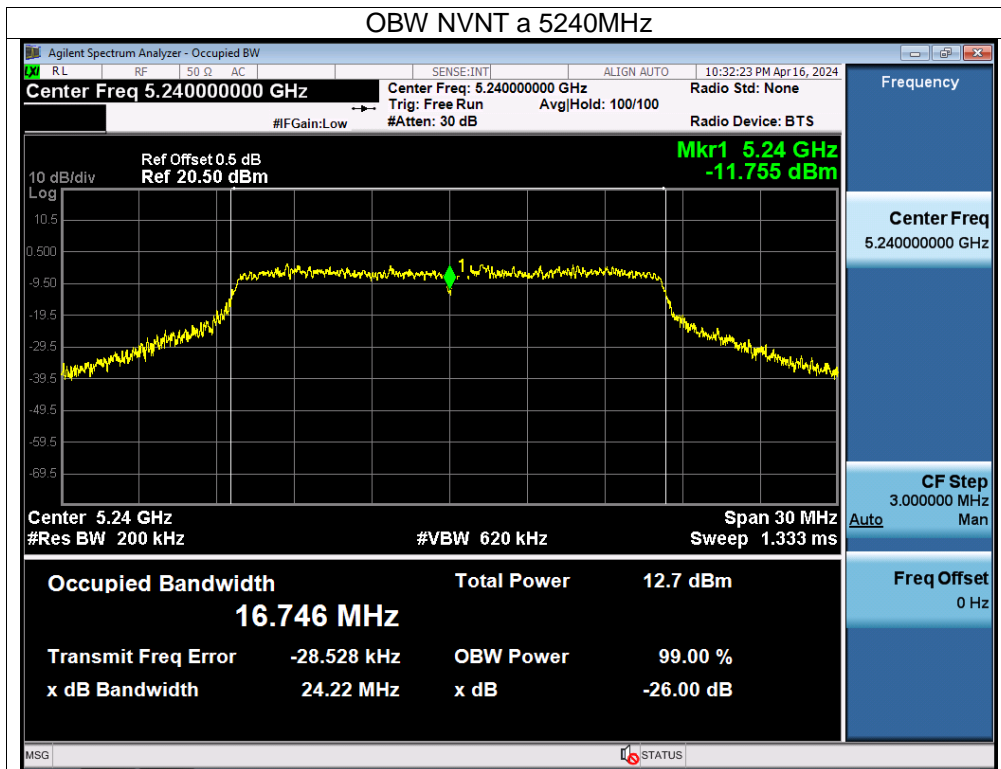 OBW NVNT a 5240MHz
Agilent Spectrum Analyzer - Occupied BW
LXI RL RF 50 Ω AC SENSE:INT ALIGN AUTO 10:32:23 PM Apr 16, 2024
Center Freq 5.240000000 GHz
Center Freq: 5.240000000 GHz Radio Std: None
Trig: Free Run Avg|Hold: 100/100
#IFGain:Low #Atten: 30 dB Radio Device: BTS
Frequency
Mkr1 5.24 GHz
-11.755 dBm
Ref Offset 0.5 dB
10 dB/div Ref 20.50 dBm
Log
10.5
0.500
-9.50
-19.5
-29.5
-39.5
-49.5
-59.5
-69.5
1
Center 5.24 GHz Span 30 MHz
#Res BW 200 kHz #VBW 620 kHz Sweep 1.333 ms
Occupied Bandwidth Total Power 12.7 dBm
16.746 MHz
Transmit Freq Error -28.528 kHz OBW Power 99.00 %
x dB Bandwidth 24.22 MHz x dB -26.00 dB
Center Freq
5.240000000 GHz
CF Step
3.000000 MHz
Auto Man
Freq Offset
0 Hz
MSG STATUS